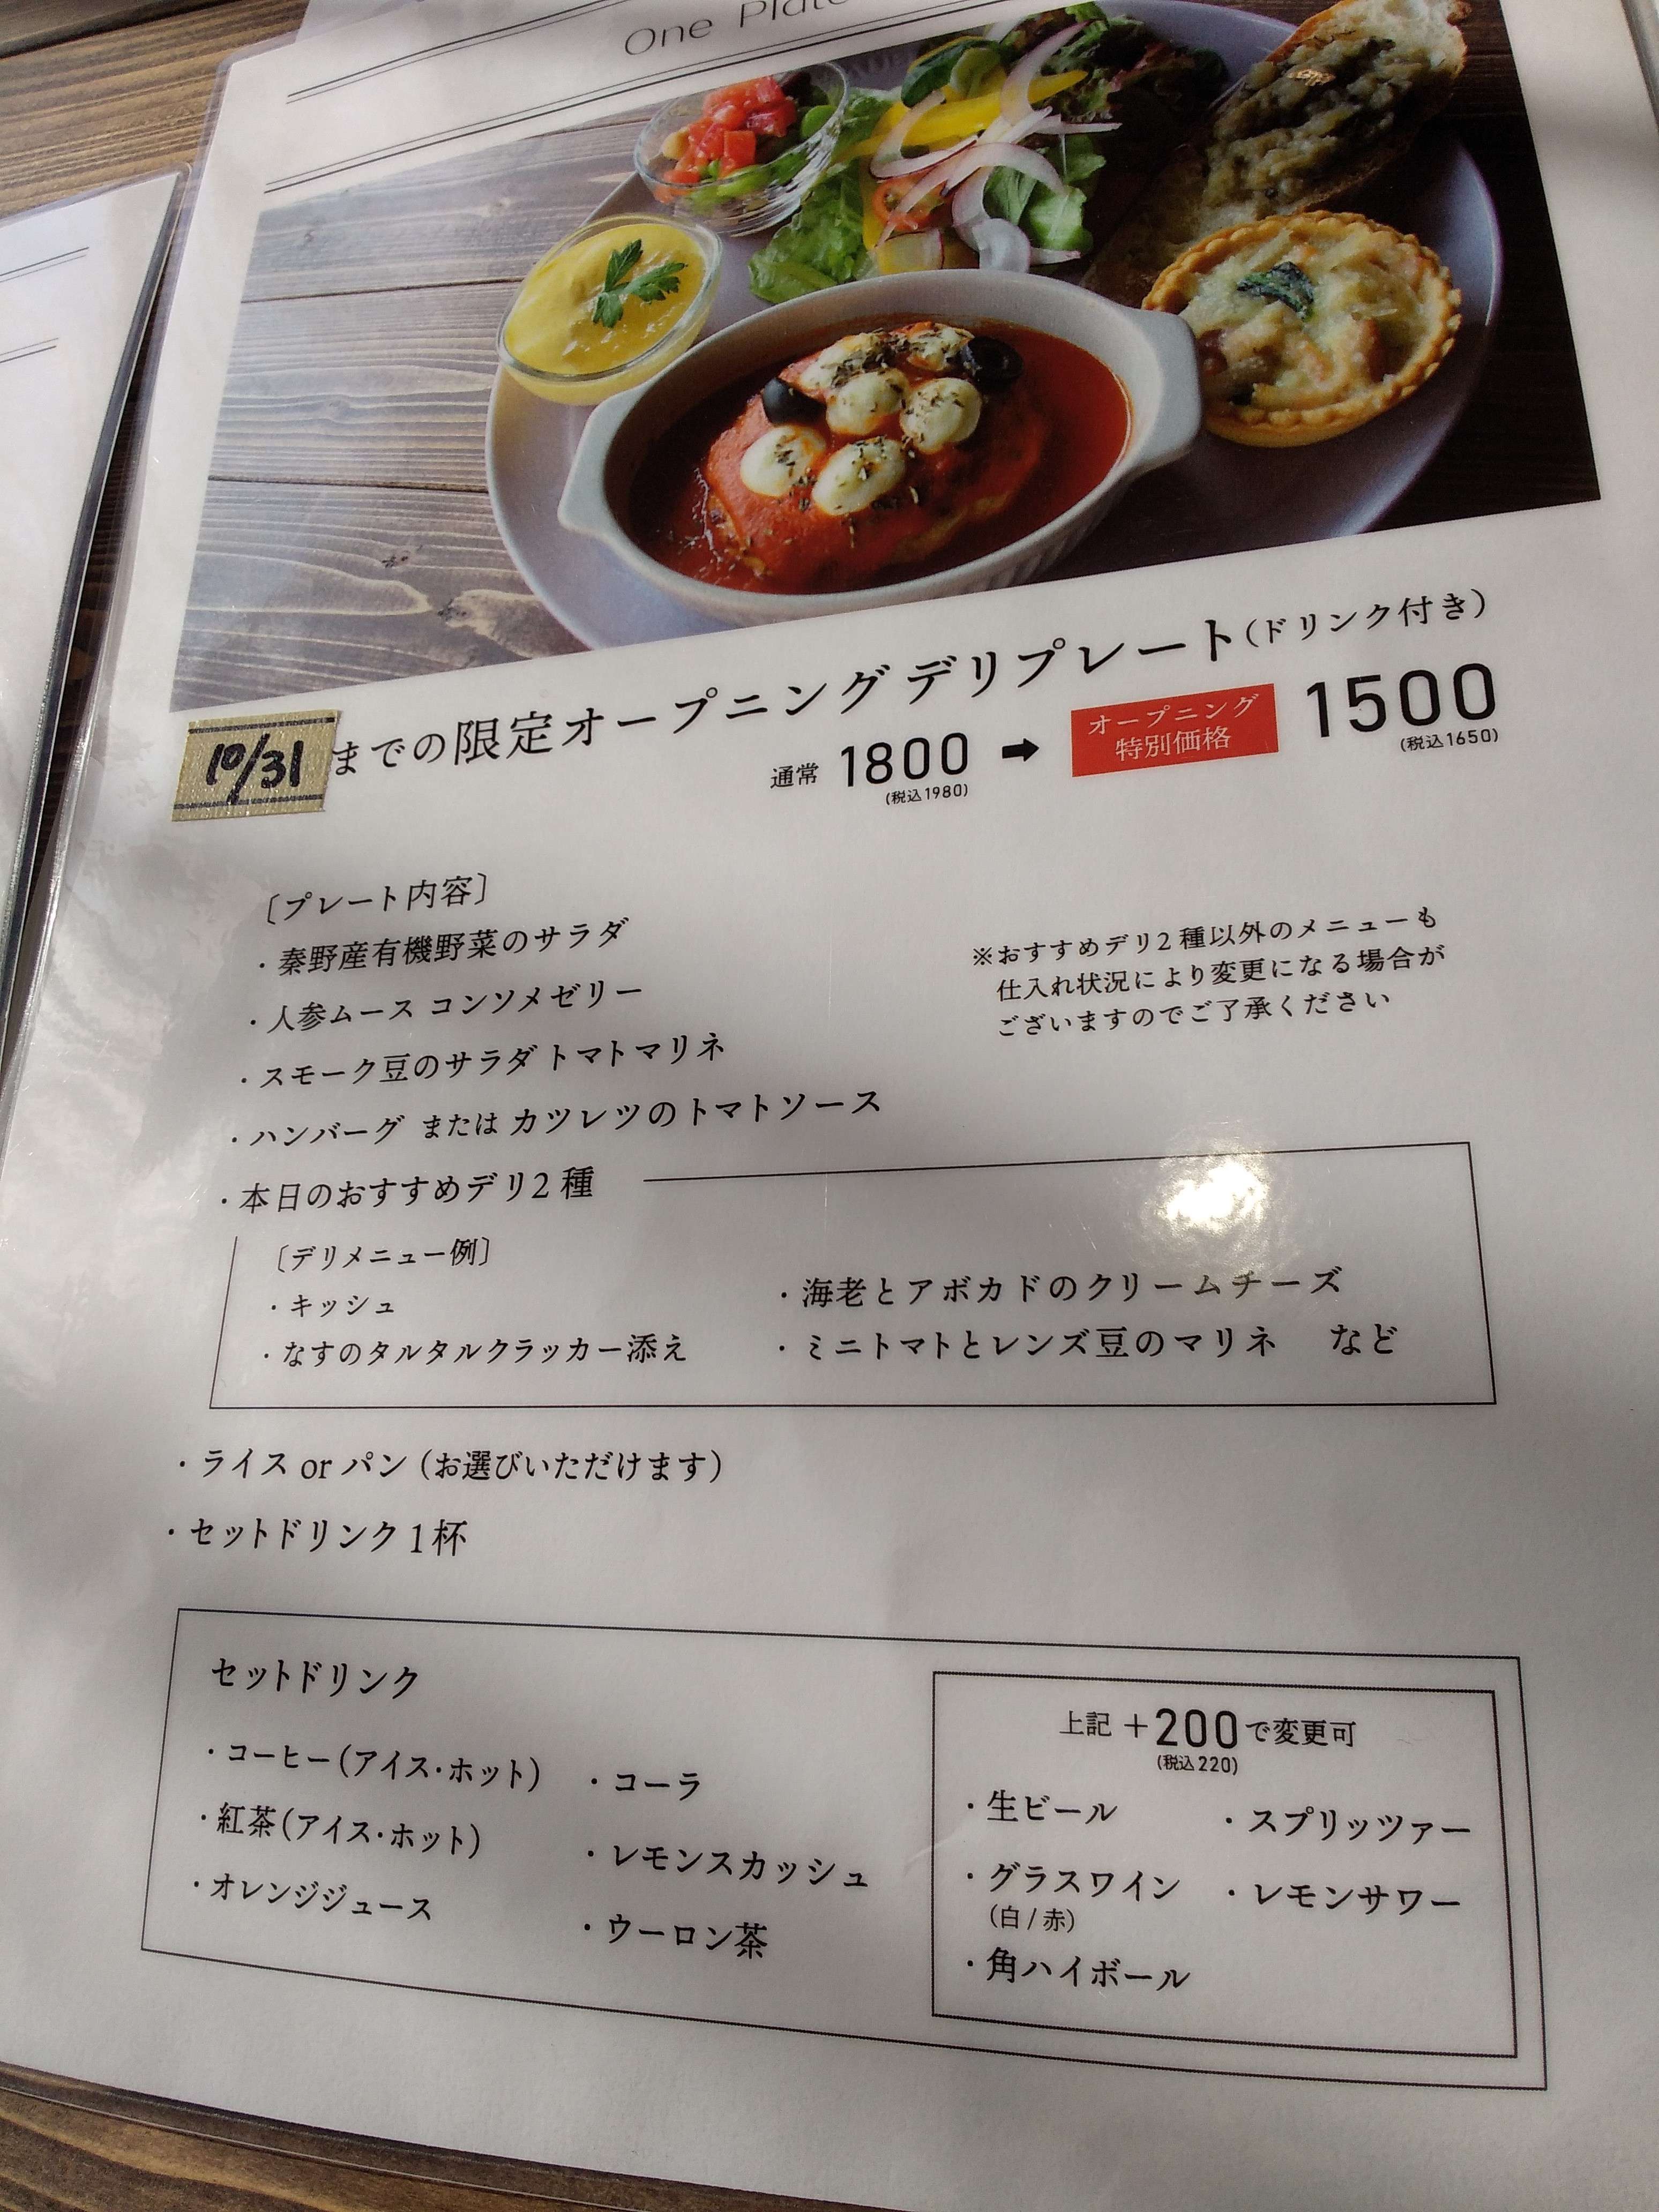 One Plate
10/31 までの限定オープニング デリプレート(ドリンク付き)
通常 1800 ➡ オープニング特別価格 1500
(税込1980)
(税込1650)
〔プレート内容〕
・秦野産有機野菜のサラダ
・人参ムース コンソメゼリー
・スモーク豆のサラダ トマトマリネ
・ハンバーグ または カツレツのトマトソース
※おすすめデリ2種以外のメニューも
仕入れ状況により変更になる場合が
ございますのでご了承ください
・本日のおすすめデリ2種
〔デリメニュー例〕
・キッシュ
・なすのタルタルクラッカー添え
・海老とアボカドのクリームチーズ
・ミニトマトとレンズ豆のマリネ など
・ライス or パン (お選びいただけます)
・セットドリンク1杯
セットドリンク
・コーヒー(アイス・ホット)
・紅茶(アイス・ホット)
・オレンジジュース
・コーラ
・レモンスカッシュ
・ウーロン茶
上記 +200で変更可
(税込220)
・生ビール
・グラスワイン
(白/赤)
・角ハイボール
・スプリッツァー
・レモンサワー